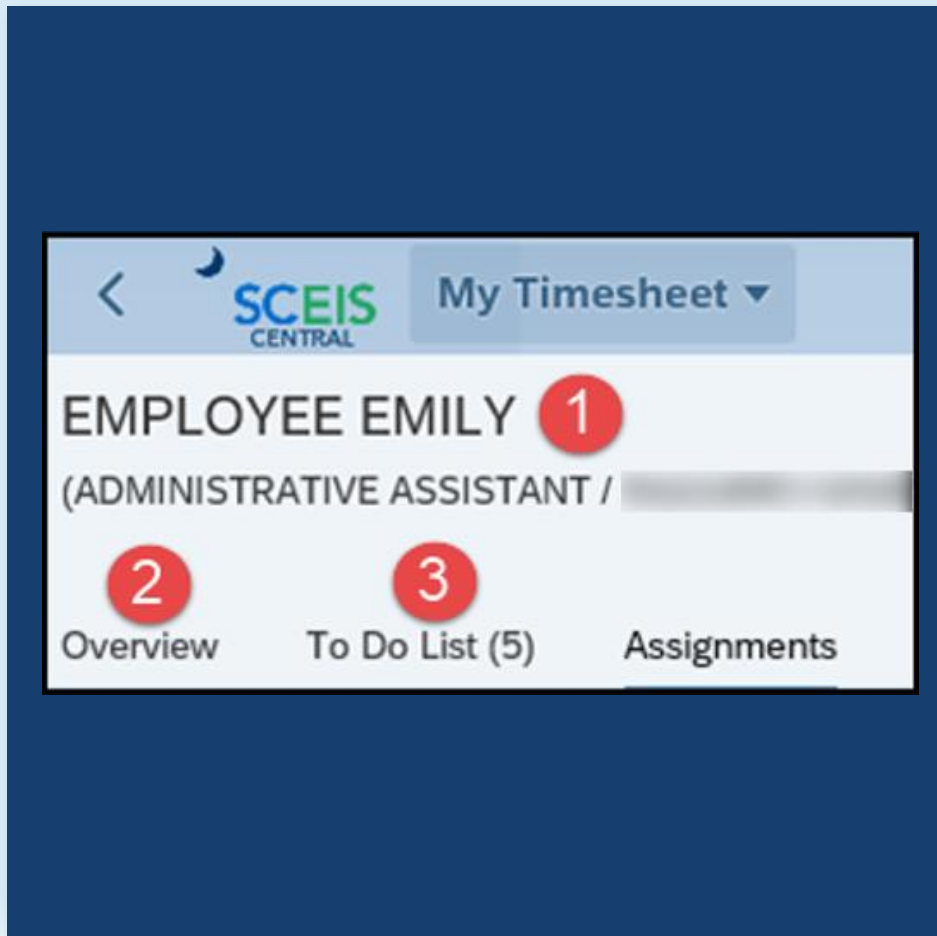 SCEIS
CENTRAL
My Timesheet
EMPLOYEE EMILY 1
(ADMINISTRATIVE ASSISTANT /
2 3
Overview To Do List (5) Assignments